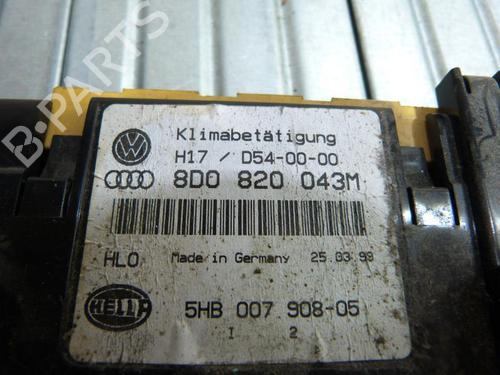 B-PARTS
Klimabetätigung
H17 / D54-00-00
8D0 820 043M
HLO Made in Germany 25.03.99
HELLA 5HB 007 908-05
1 2